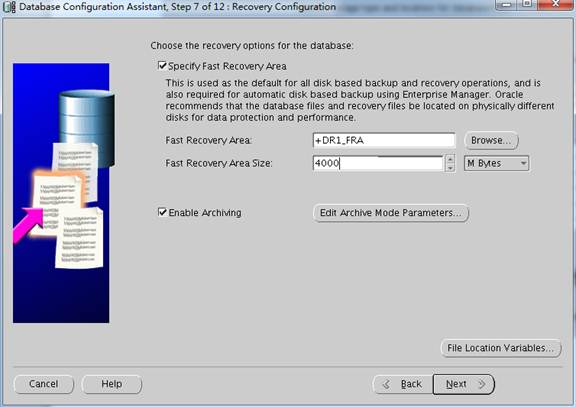 Database Configuration Assistant, Step 7 of 12 : Recovery Configuration
Choose the recovery options for the database:
Specify Fast Recovery Area
This is used as the default for all disk based backup and recovery operations, and is
also required for automatic disk based backup using Enterprise Manager. Oracle
recommends that the database files and recovery files be located on physically different
disks for data protection and performance.
Fast Recovery Area: +DR1_FRA Browse...
Fast Recovery Area Size: 4000 M Bytes
Enable Archiving Edit Archive Mode Parameters...
File Location Variables...
Cancel Help Back Next